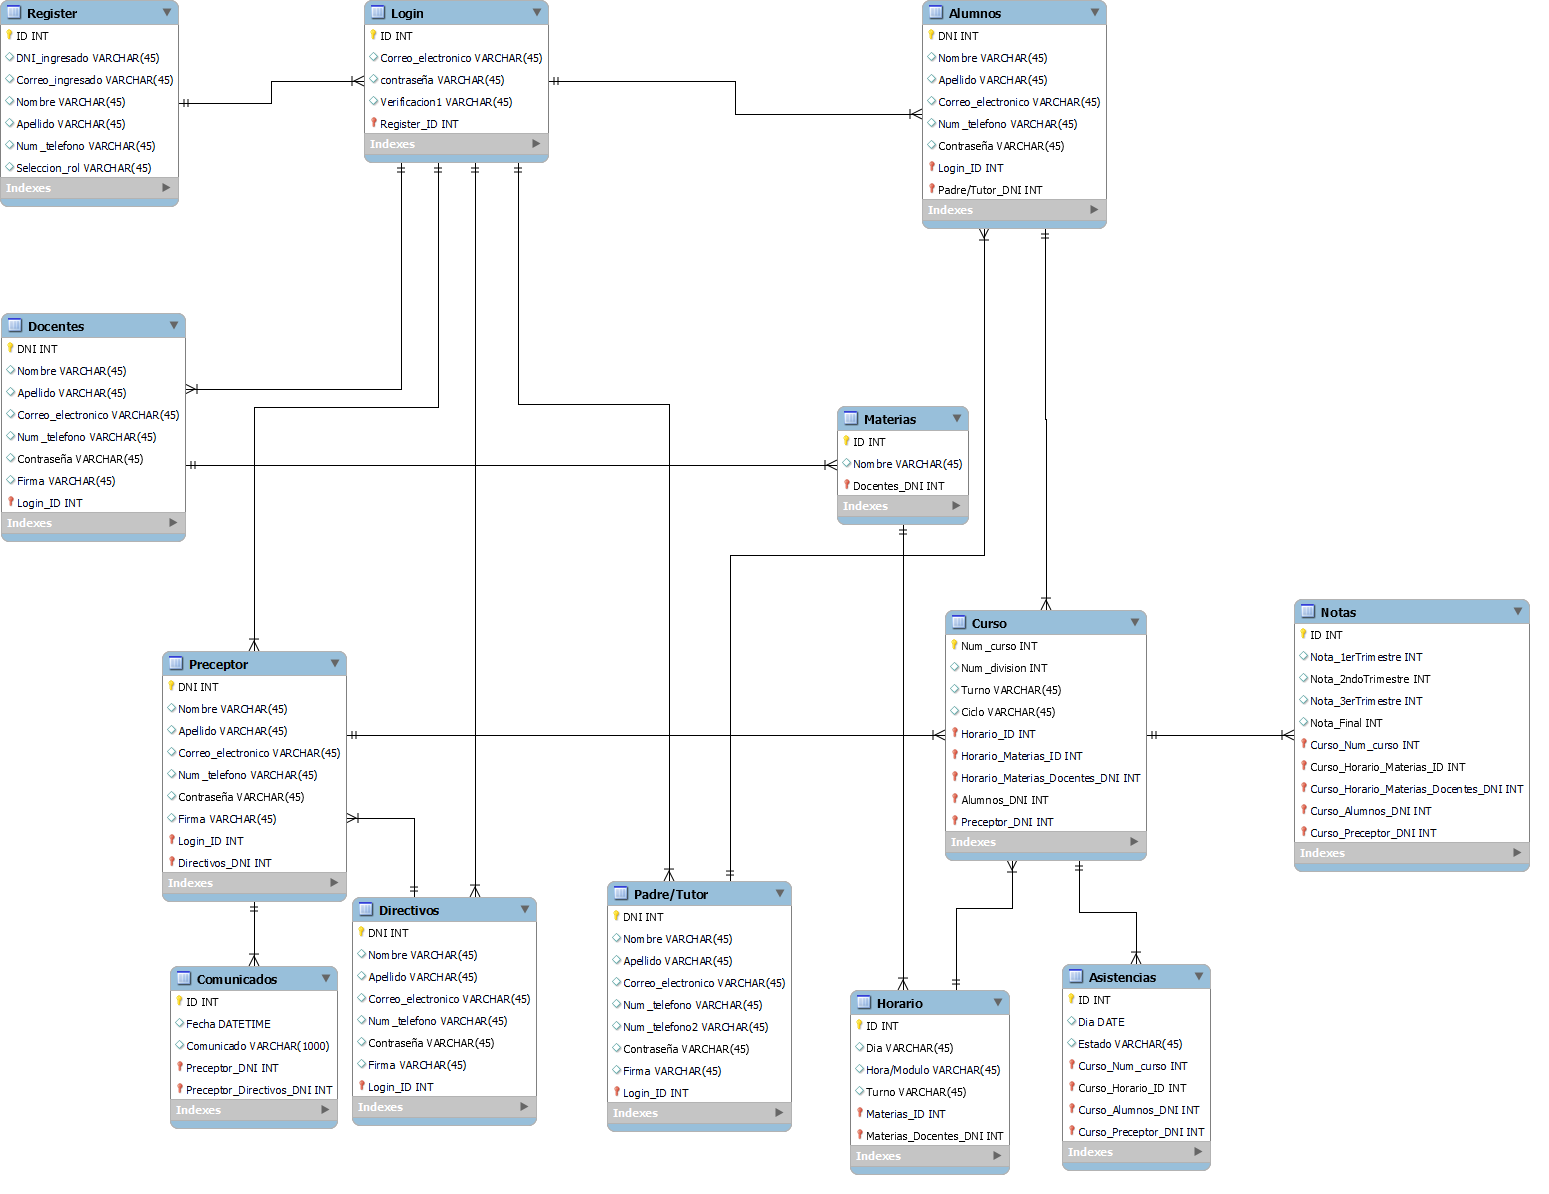 Register
ID INT
DNI_ingresado VARCHAR(45)
Correo_ingresado VARCHAR(45)
Nombre VARCHAR(45)
Apellido VARCHAR(45)
Num_telefono VARCHAR(45)
Seleccion_rol VARCHAR(45)
Indexes
Login
ID INT
Correo_electronico VARCHAR(45)
contraseña VARCHAR(45)
Verificacion1 VARCHAR(45)
Register_ID INT
Indexes
Alumnos
DNI INT
Nombre VARCHAR(45)
Apellido VARCHAR(45)
Correo_electronico VARCHAR(45)
Num_telefono VARCHAR(45)
Contraseña VARCHAR(45)
Login_ID INT
Padre/Tutor_DNI INT
Indexes
Docentes
DNI INT
Nombre VARCHAR(45)
Apellido VARCHAR(45)
Correo_electronico VARCHAR(45)
Num_telefono VARCHAR(45)
Contraseña VARCHAR(45)
Firma VARCHAR(45)
Login_ID INT
Indexes
Materias
ID INT
Nombre VARCHAR(45)
Docentes_DNI INT
Indexes
Preceptor
DNI INT
Nombre VARCHAR(45)
Apellido VARCHAR(45)
Correo_electronico VARCHAR(45)
Num_telefono VARCHAR(45)
Contraseña VARCHAR(45)
Firma VARCHAR(45)
Login_ID INT
Directivos_DNI INT
Indexes
Curso
Num_curso INT
Num_division INT
Turno VARCHAR(45)
Ciclo VARCHAR(45)
Horario_ID INT
Horario_Materias_ID INT
Horario_Materias_Docentes_DNI INT
Alumnos_DNI INT
Preceptor_DNI INT
Indexes
Notas
ID INT
Nota_1erTrimestre INT
Nota_2ndoTrimestre INT
Nota_3erTrimestre INT
Nota_Final INT
Curso_Num_curso INT
Curso_Horario_Materias_ID INT
Curso_Horario_Materias_Docentes_DNI INT
Curso_Alumnos_DNI INT
Curso_Preceptor_DNI INT
Indexes
Comunicados
ID INT
Fecha DATETIME
Comunicado VARCHAR(1000)
Preceptor_DNI INT
Preceptor_Directivos_DNI INT
Indexes
Directivos
DNI INT
Nombre VARCHAR(45)
Apellido VARCHAR(45)
Correo_electronico VARCHAR(45)
Num_telefono VARCHAR(45)
Contraseña VARCHAR(45)
Firma VARCHAR(45)
Login_ID INT
Indexes
Padre/Tutor
DNI INT
Nombre VARCHAR(45)
Apellido VARCHAR(45)
Correo_electronico VARCHAR(45)
Num_telefono VARCHAR(45)
Num_telefono2 VARCHAR(45)
Contraseña VARCHAR(45)
Firma VARCHAR(45)
Login_ID INT
Indexes
Horario
ID INT
Dia VARCHAR(45)
Hora/Modulo VARCHAR(45)
Turno VARCHAR(45)
Materias_ID INT
Materias_Docentes_DNI INT
Indexes
Asistencias
ID INT
Dia DATE
Estado VARCHAR(45)
Curso_Num_curso INT
Curso_Horario_ID INT
Curso_Alumnos_DNI INT
Curso_Preceptor_DNI INT
Indexes